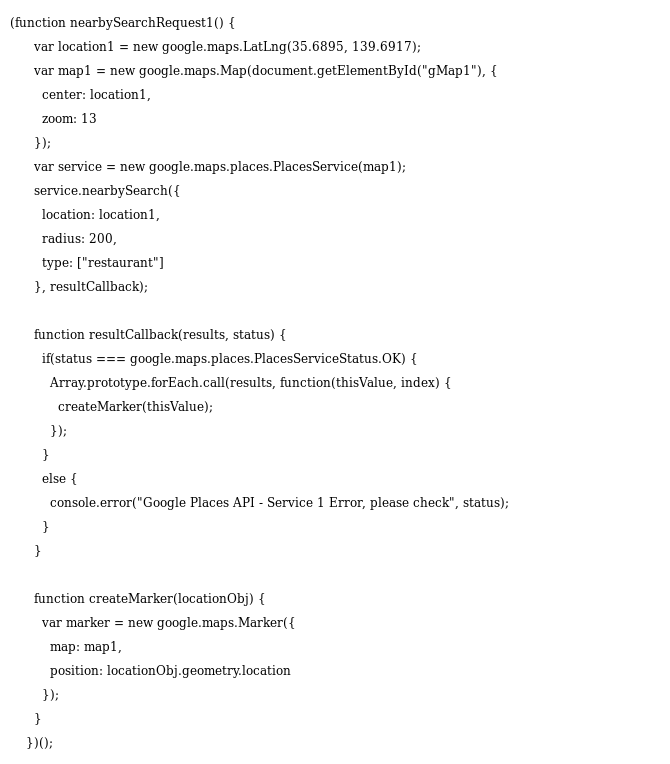 (function nearbySearchRequest1() {
      var location1 = new google.maps.LatLng(35.6895, 139.6917);
      var map1 = new google.maps.Map(document.getElementById("gMap1"), {
        center: location1,
        zoom: 13
      });
      var service = new google.maps.places.PlacesService(map1);
      service.nearbySearch({
        location: location1,
        radius: 200,
        type: ["restaurant"]
      }, resultCallback);

      function resultCallback(results, status) {
        if(status === google.maps.places.PlacesServiceStatus.OK) {
          Array.prototype.forEach.call(results, function(thisValue, index) {
            createMarker(thisValue);
          });
        }
        else {
          console.error("Google Places API - Service 1 Error, please check", status);
        }
      }

      function createMarker(locationObj) {
        var marker = new google.maps.Marker({
          map: map1,
          position: locationObj.geometry.location
        });
      }
    })();